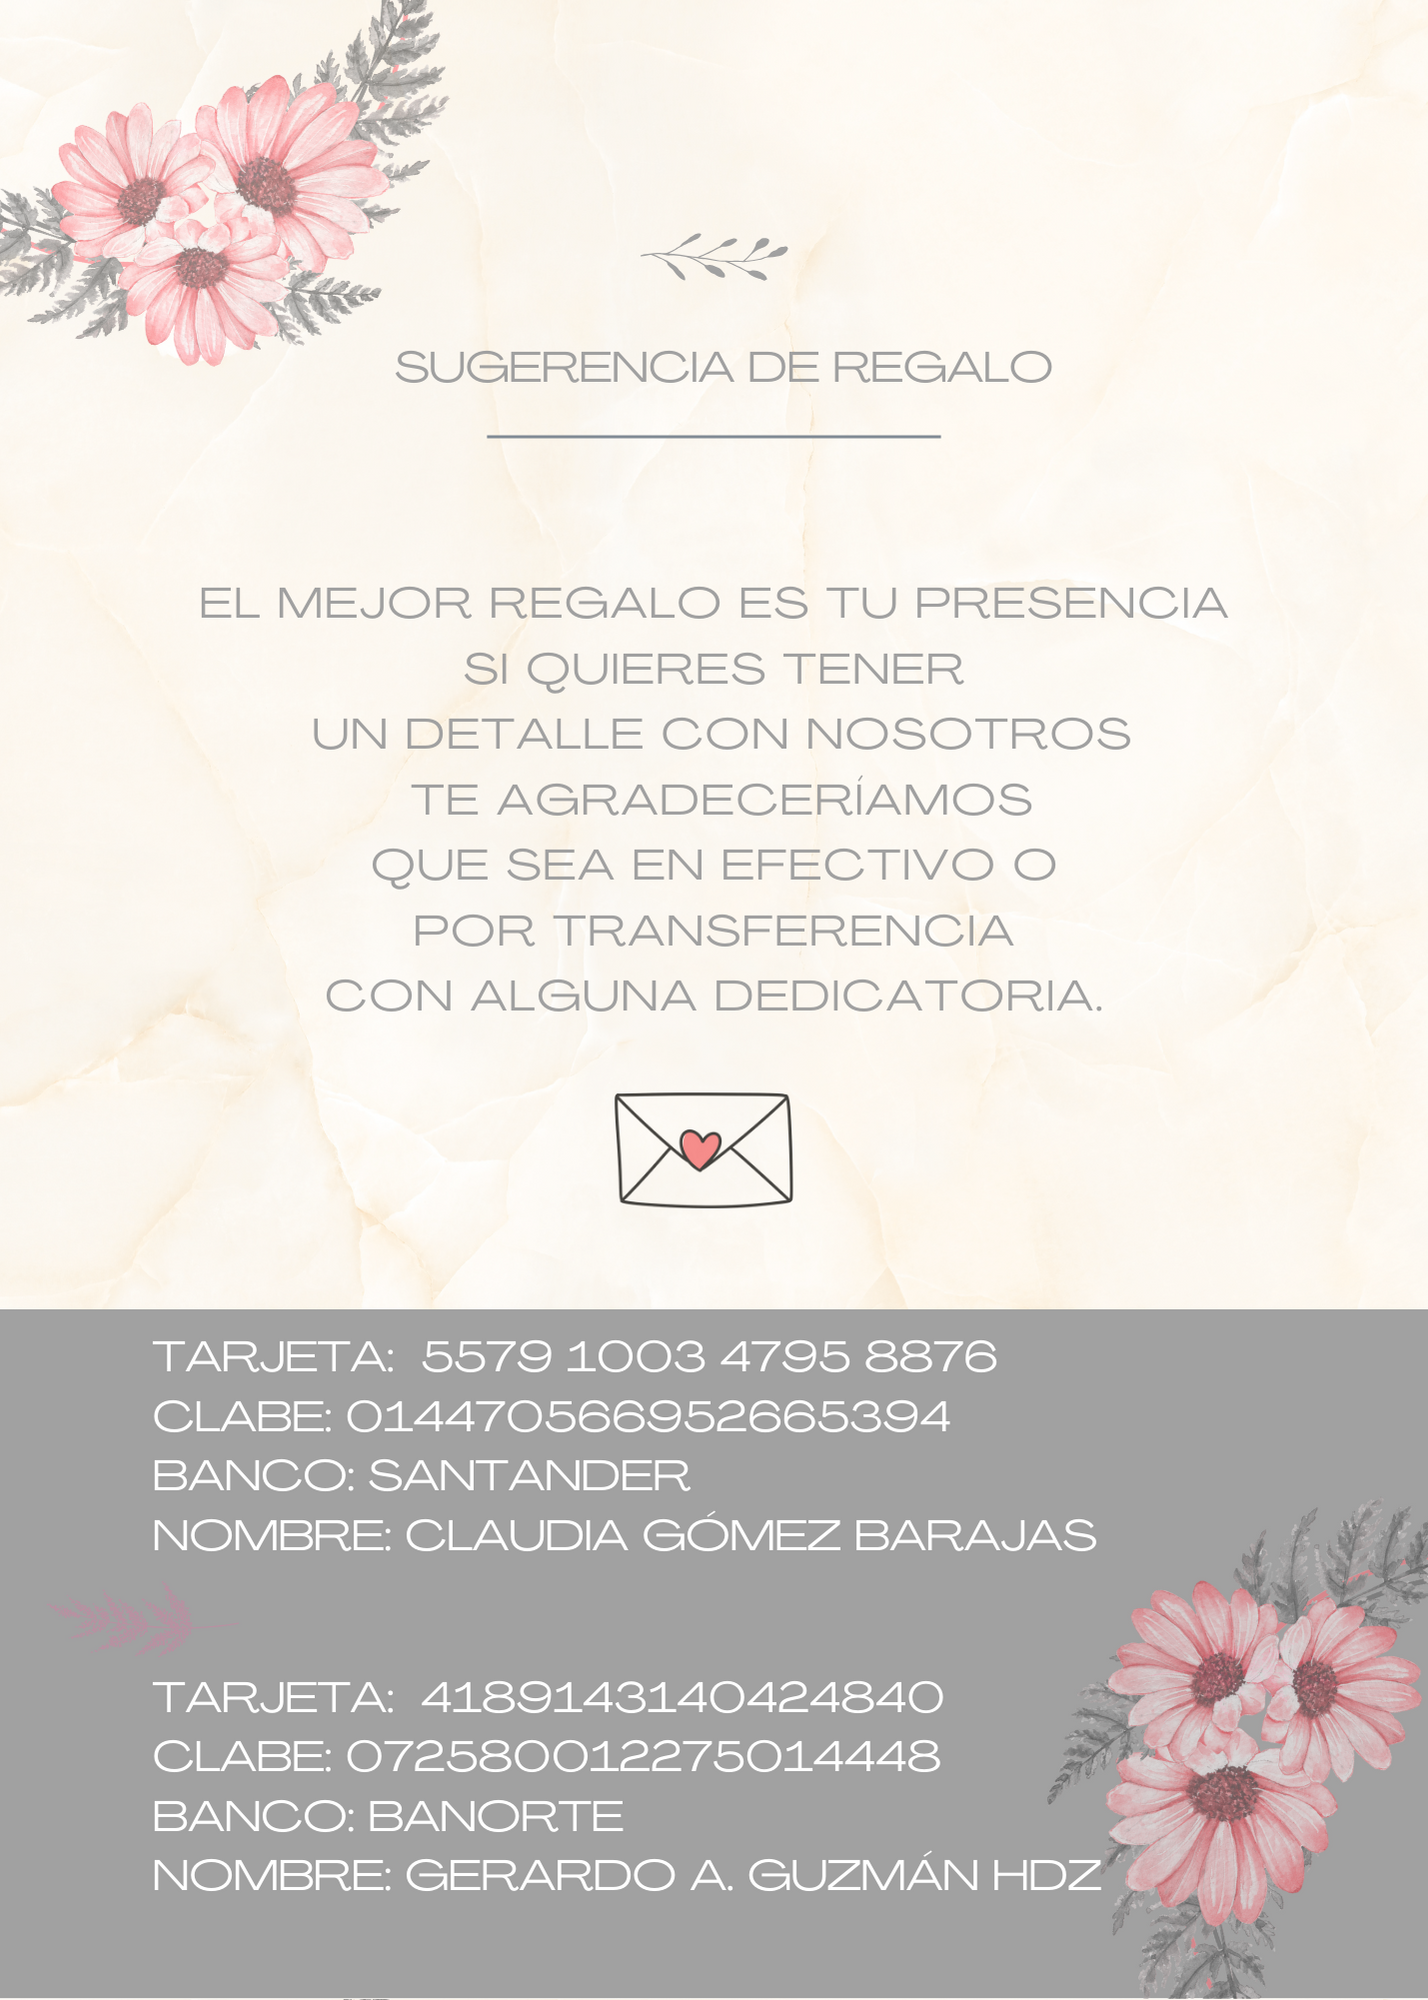 SUGERENCIA DE REGALO
EL MEJOR REGALO ES TU PRESENCIA
SI QUIERES TENER
UN DETALLE CON NOSOTROS
TE AGRADECERÍAMOS
QUE SEA EN EFECTIVO O
POR TRANSFERENCIA
CON ALGUNA DEDICATORIA.
TARJETA: 5579 1003 4795 8876
CLABE: 014470566952665394
BANCO: SANTANDER
NOMBRE: CLAUDIA GÓMEZ BARAJAS
TARJETA: 4189143140424840
CLABE: 072580012275014448
BANCO: BANORTE
NOMBRE: GERARDO A. GUZMÁN HDZ